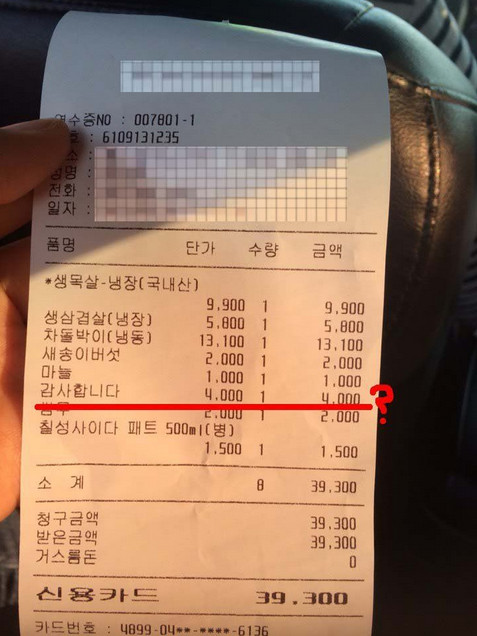 영수증NO : 007801-1
호 : 6109131235
소 :
성명 :
전화 :
일자 :
품명 단가 수량 금액
*생목살-냉장(국내산)
9,900 1 9,900
생삼겹살(냉장) 5,800 1 5,800
차돌박이(냉동) 13,100 1 13,100
새송이버섯 2,000 1 2,000
마늘 1,000 1 1,000
감사합니다 4,000 1 4,000
?
2,000 1 2,000
칠성사이다 패트 500ml(병)
1,500 1 1,500
소 계 8 39,300
청구금액 39,300
받은금액 39,300
거스름돈 0
신용카드 39,300
카드번호 : 4899-04**-****-6136